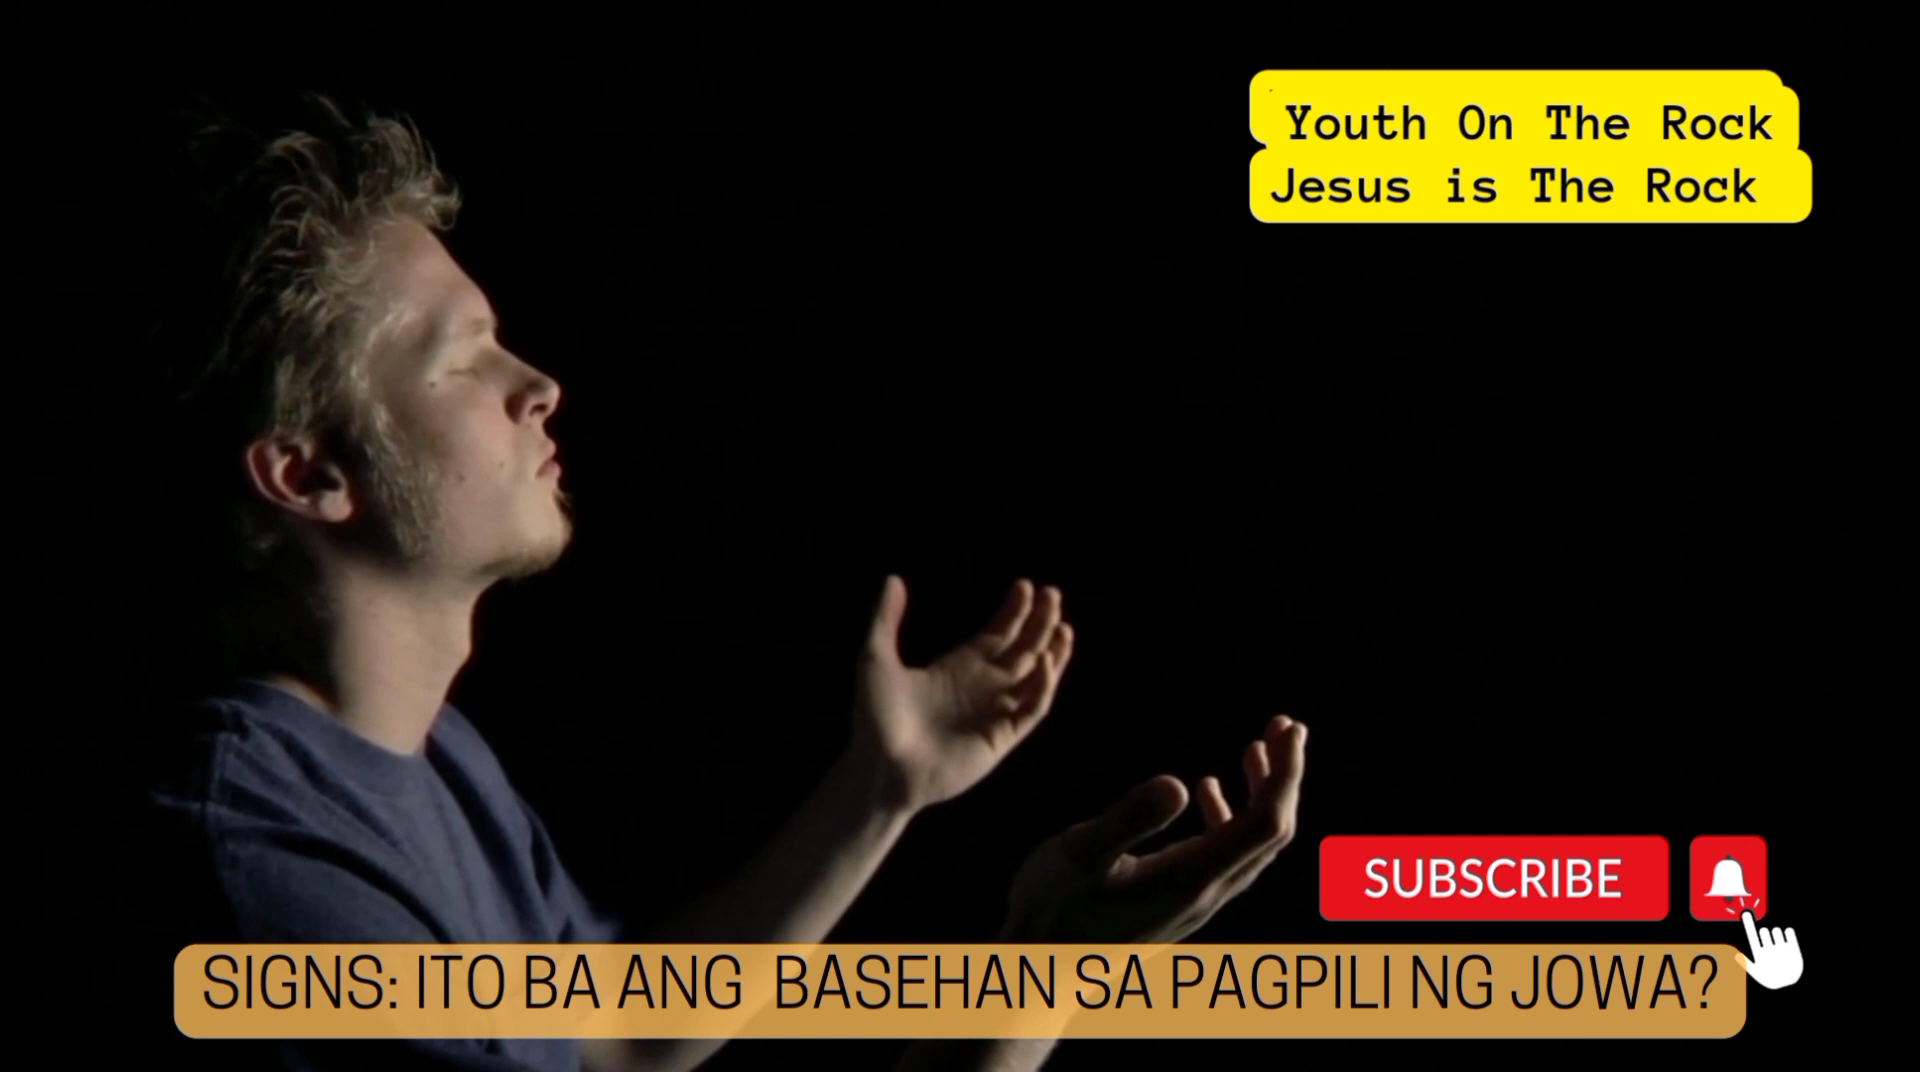 Youth On The Rock
Jesus is The Rock
SUBSCRIBE
SIGNS: ITO BA ANG BASEHAN SA PAGPILI NG JOWA?